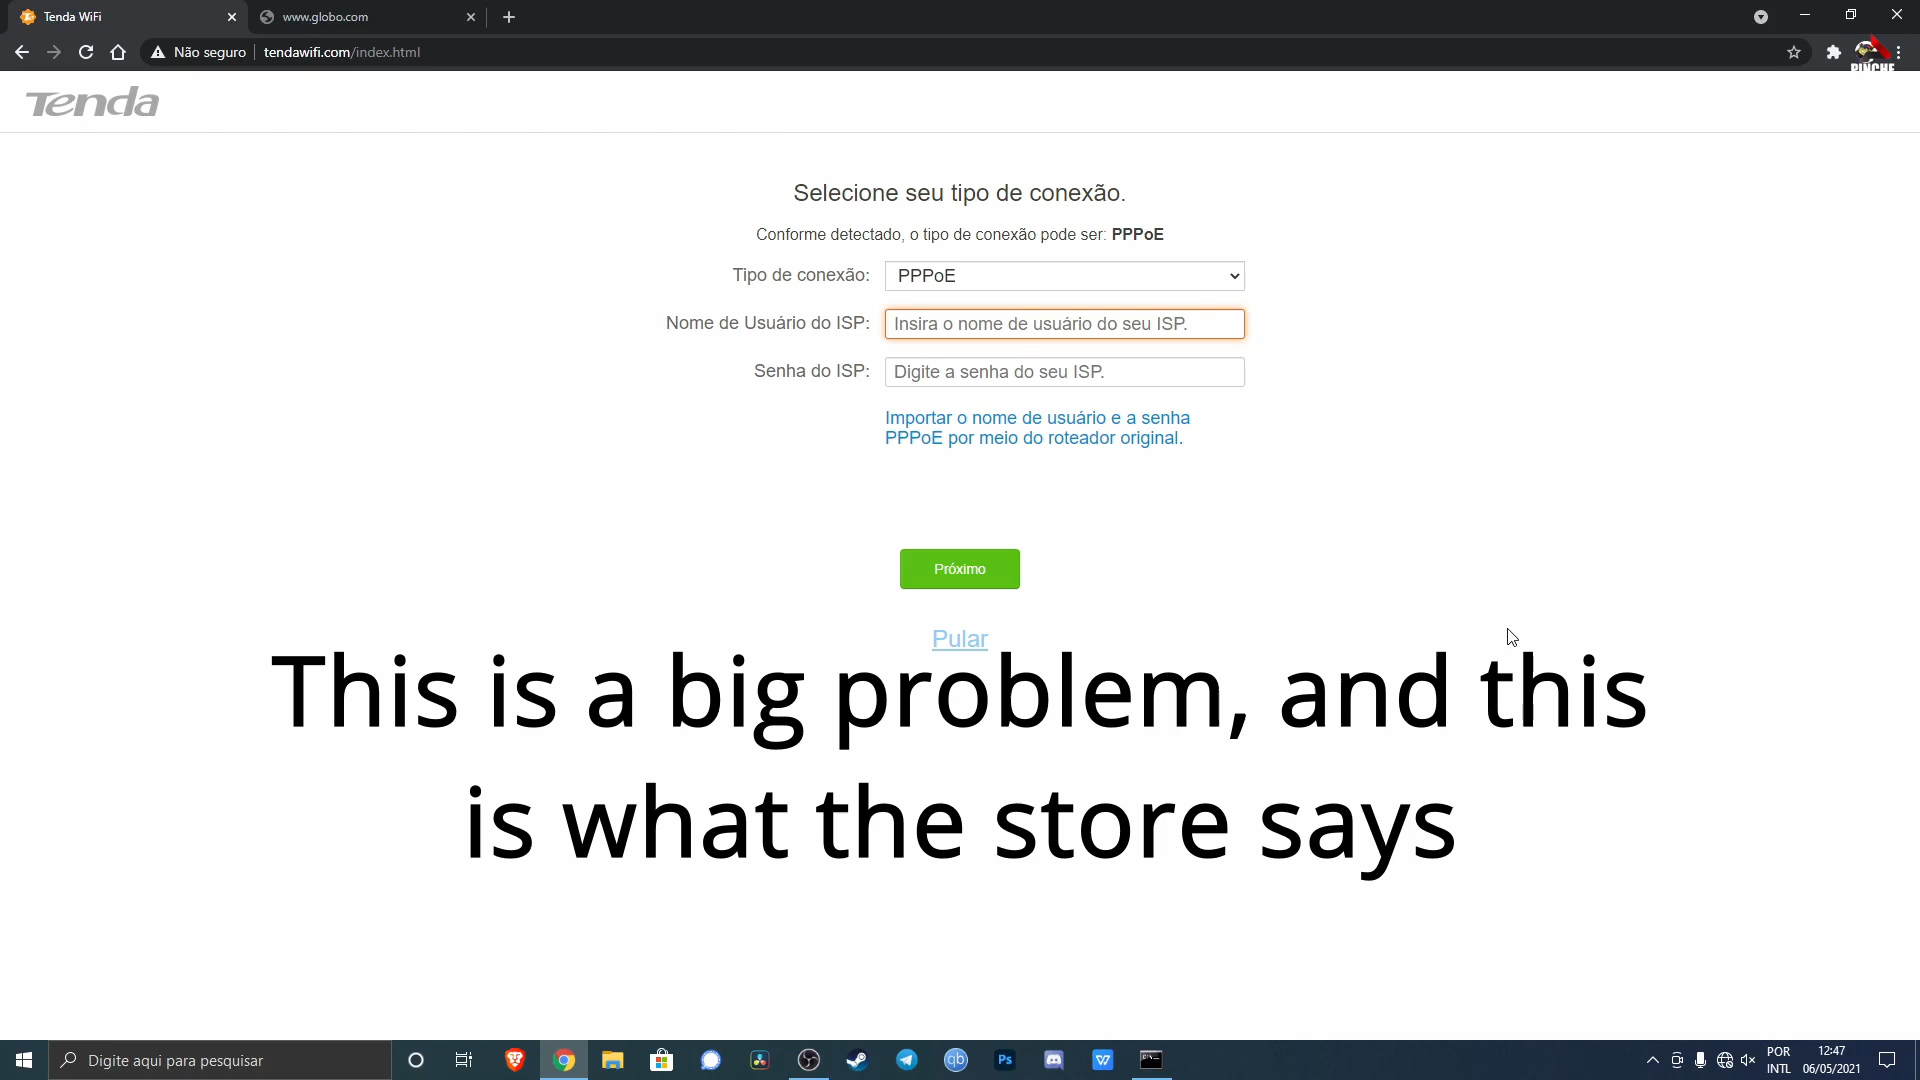 Tenda WiFi
www.globo.com
Não seguro
tendawifi.com/index.html
PINCHE
Tenda
Selecione seu tipo de conexão.
Conforme detectado, o tipo de conexão pode ser: PPPoE
Tipo de conexão: PPPoE
Nome de Usuário do ISP: Insira o nome de usuário do seu ISP.
Senha do ISP: Digite a senha do seu ISP.
Importar o nome de usuário e a senha
PPPoE por meio do roteador original.
Próximo
Pular
This is a big problem, and this
is what the store says
Digite aqui para pesquisar
qb
Ps
W
POR
INTL
12:47
06/05/2021